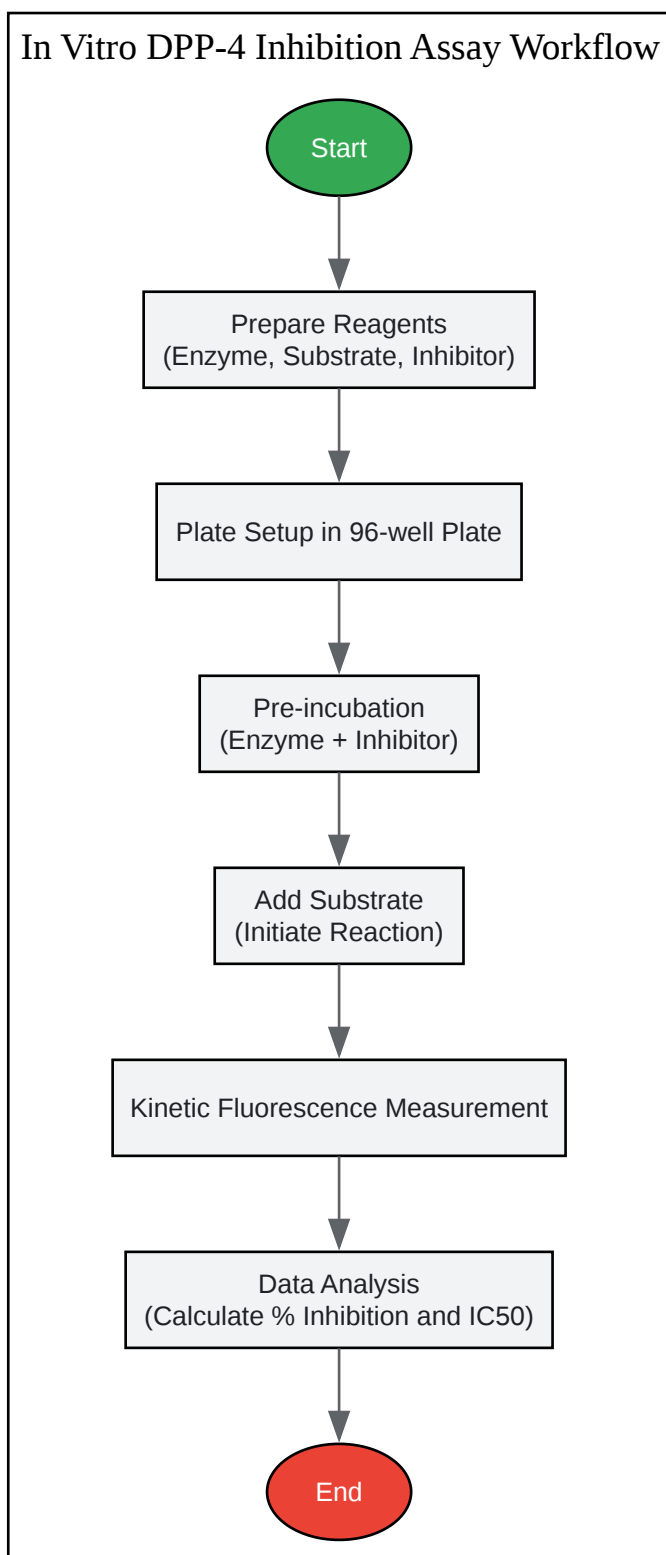 In Vitro DPP-4 Inhibition Assay Workflow
Start
Prepare Reagents
(Enzyme, Substrate, Inhibitor)
Plate Setup in 96-well Plate
Pre-incubation
(Enzyme + Inhibitor)
Add Substrate
(Initiate Reaction)
Kinetic Fluorescence Measurement
Data Analysis
(Calculate % Inhibition and IC50)
End